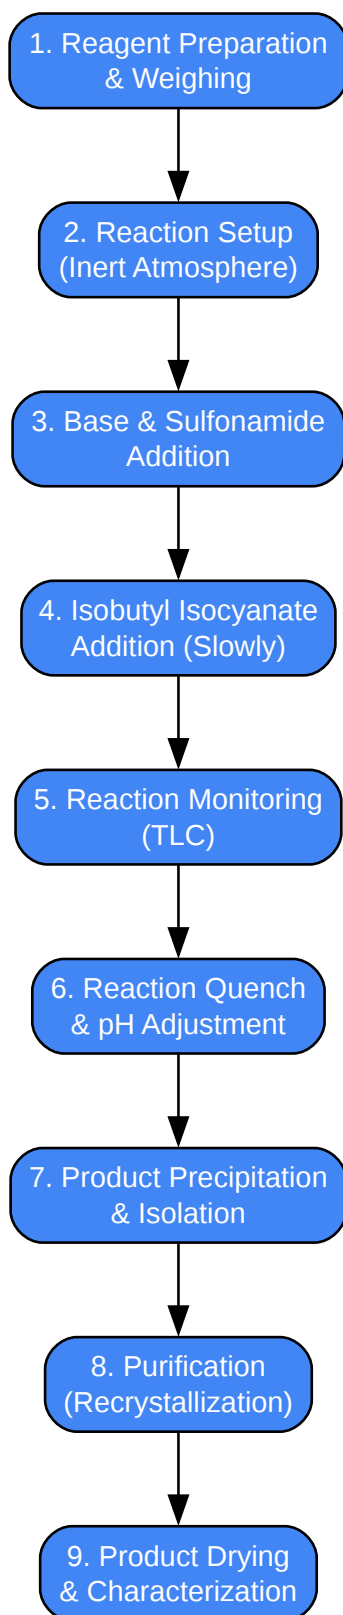 1. Reagent Preparation
& Weighing
2. Reaction Setup
(Inert Atmosphere)
3. Base & Sulfonamide
Addition
4. Isobutyl Isocyanate
Addition (Slowly)
5. Reaction Monitoring
(TLC)
6. Reaction Quench
& pH Adjustment
7. Product Precipitation
& Isolation
8. Purification
(Recrystallization)
9. Product Drying
& Characterization